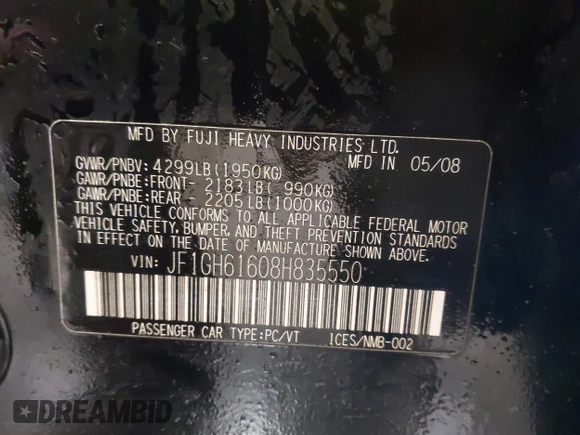 MFD BY FUJI HEAVY INDUSTRIES LTD.
MFD IN 05/08
GVWR/PNBV: 4299LB(1950KG)
GAWR/PNBE:FRONT- 2183LB( 990KG)
GAWR/PNBE:REAR - 2205LB(1000KG)
THIS VEHICLE CONFORMS TO ALL APPLICABLE FEDERAL MOTOR
VEHICLE SAFETY, BUMPER, AND THEFT PREVENTION STANDARDS
IN EFFECT ON THE DATE OF MANUFACTURE SHOWN ABOVE.
VIN: JF1GH61608H835550
PASSENGER CAR TYPE:PC/VT ICES/NMB-002
DREAMBID